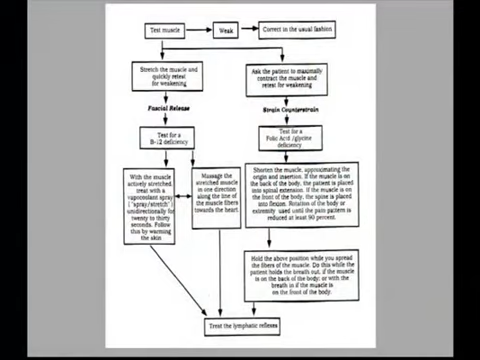 Test muscle
Weak
Correct in the usual fashion
Stretch the muscle and
quickly retest
for weakening
Ask the patient to maximally
contract the muscle and
retest for weakening
Fascial Release
Strain Counterstrain
Test for a
B-12 deficiency
Test for a
Folic Acid /glycine
deficiency
With the muscle
actively stretched,
treat with a
vapocoolant spray
("spray/stretch")
unidirectionally for
twenty to thirty
seconds. Follow
this by warming
the skin
Massage the
stretched muscle
in one direction
along the line of
the muscle fibers
towards the heart
Shorten the muscle, approximating the
origin and insertion. If the muscle is on
the back of the body, the patient is placed
into spinal extension. If the muscle is
on the front of the body, the spine is placed
into flexion. Rotation of the body or
extremity used until the pain pattern is
reduced at least 90 percent.
Hold the above position while you spread
the fibers of the muscle. Do this while the
patient holds the breath out, if the muscle
is on the back of the body; or with the
breath in if the muscle is
on the front of the body.
Treat the lymphatic reflexes